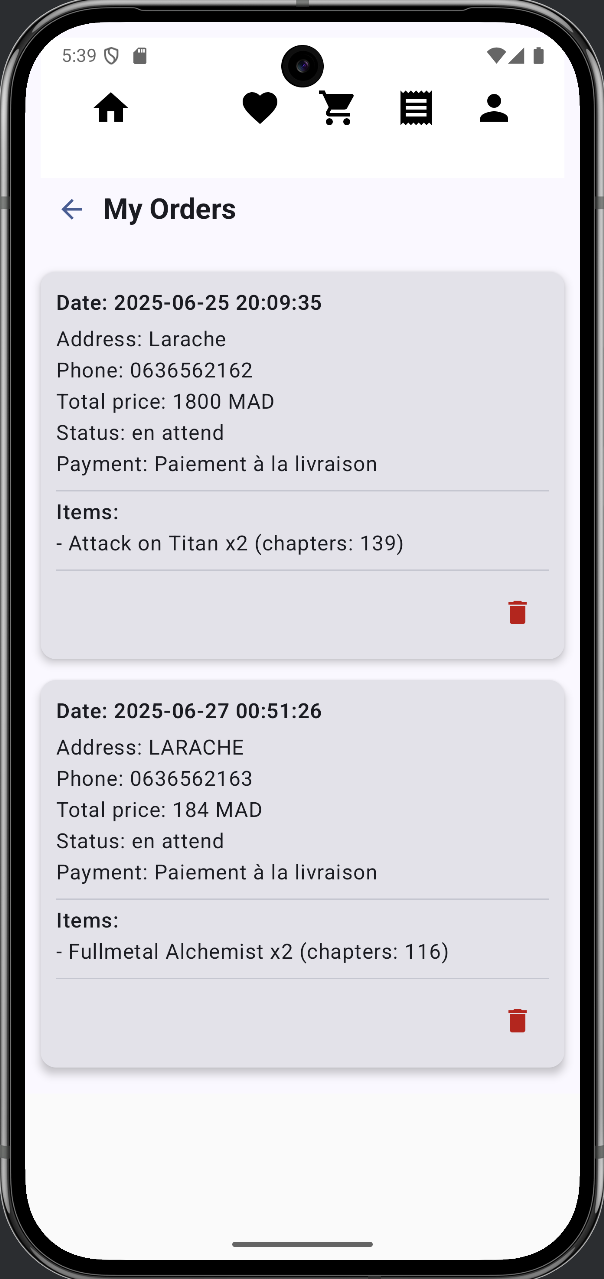 5:39
My Orders
Date: 2025-06-25 20:09:35
Address: Larache
Phone: 0636562162
Total price: 1800 MAD
Status: en attend
Payment: Paiement à la livraison
Items:
- Attack on Titan x2 (chapters: 139)
Date: 2025-06-27 00:51:26
Address: LARACHE
Phone: 0636562163
Total price: 184 MAD
Status: en attend
Payment: Paiement à la livraison
Items:
- Fullmetal Alchemist x2 (chapters: 116)